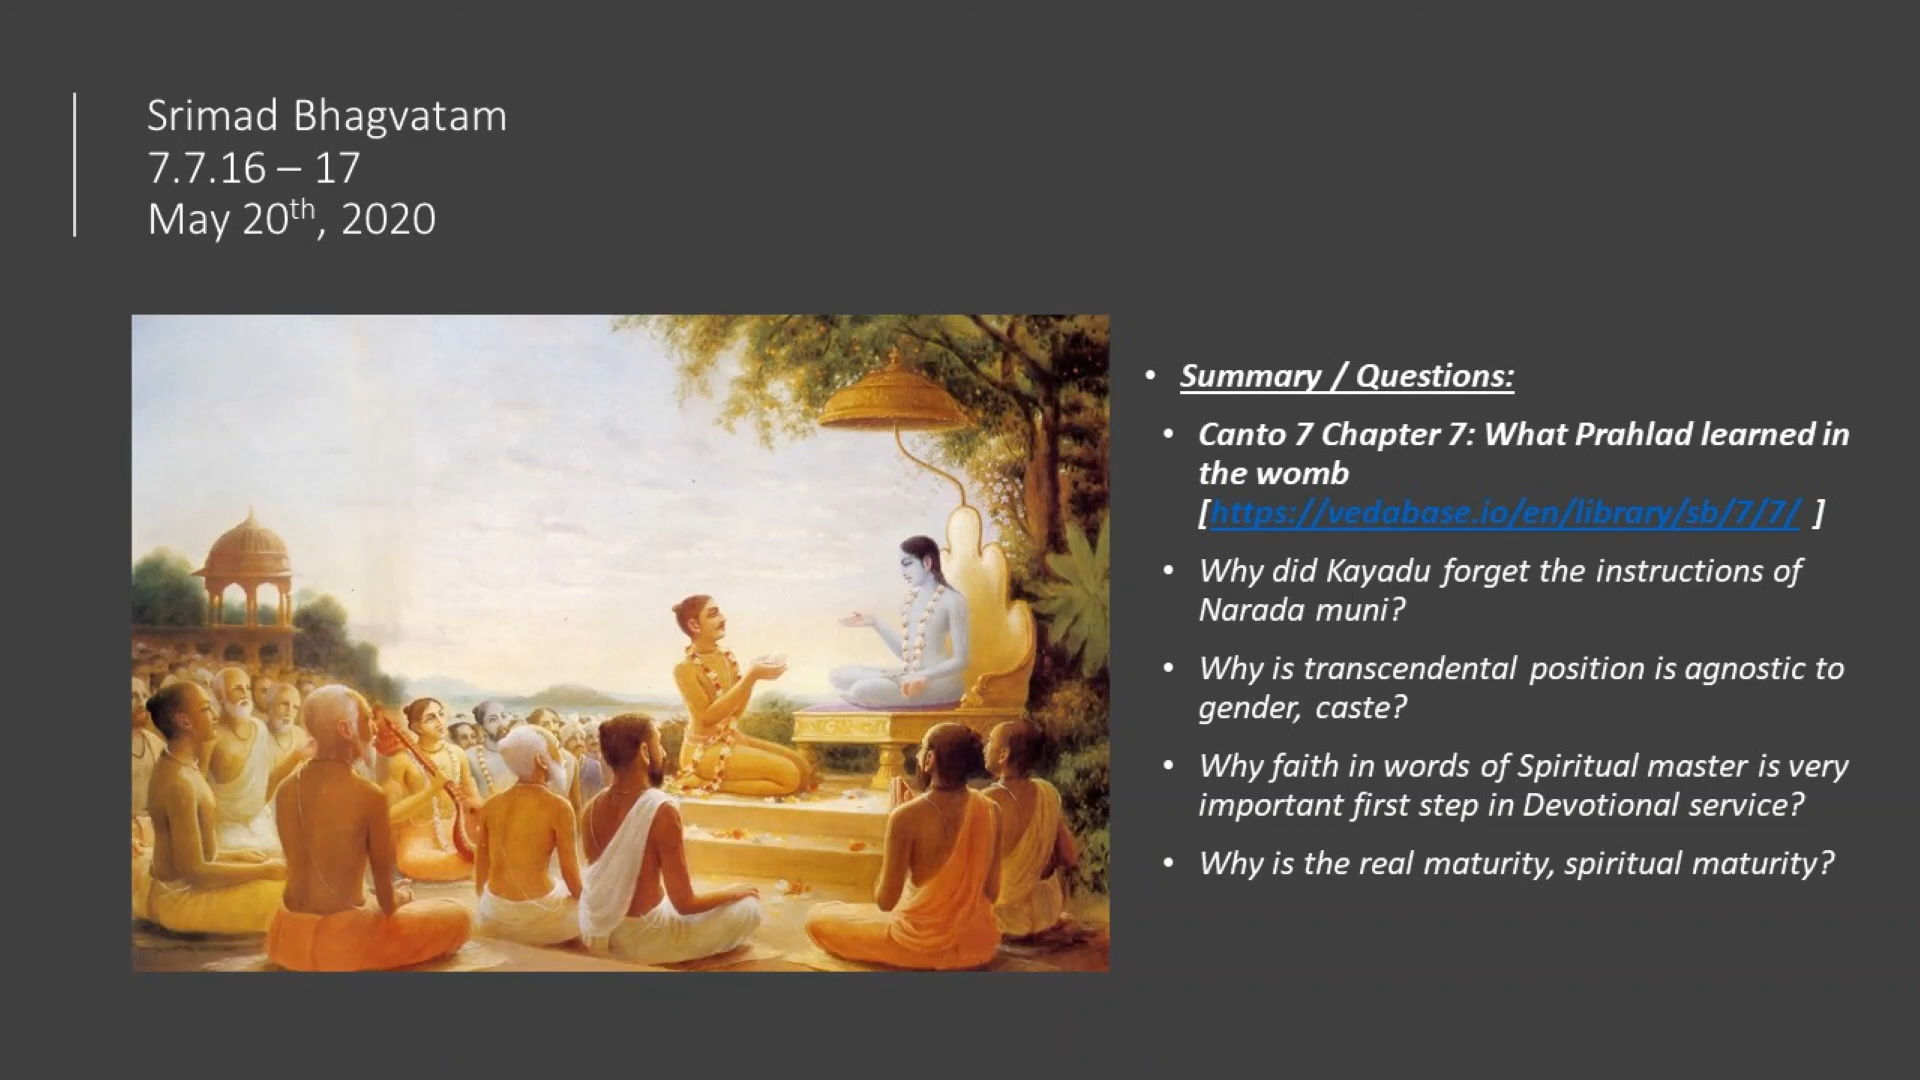 Srimad Bhagvatam
7.7.16 – 17
May 20th, 2020
• Summary / Questions:
• Canto 7 Chapter 7: What Prahlad learned in
the womb
[https://vedabase.io/en/library/sb/7/7/ ]
• Why did Kayadu forget the instructions of
Narada muni?
• Why is transcendental position is agnostic to
gender, caste?
• Why faith in words of Spiritual master is very
important first step in Devotional service?
• Why is the real maturity, spiritual maturity?